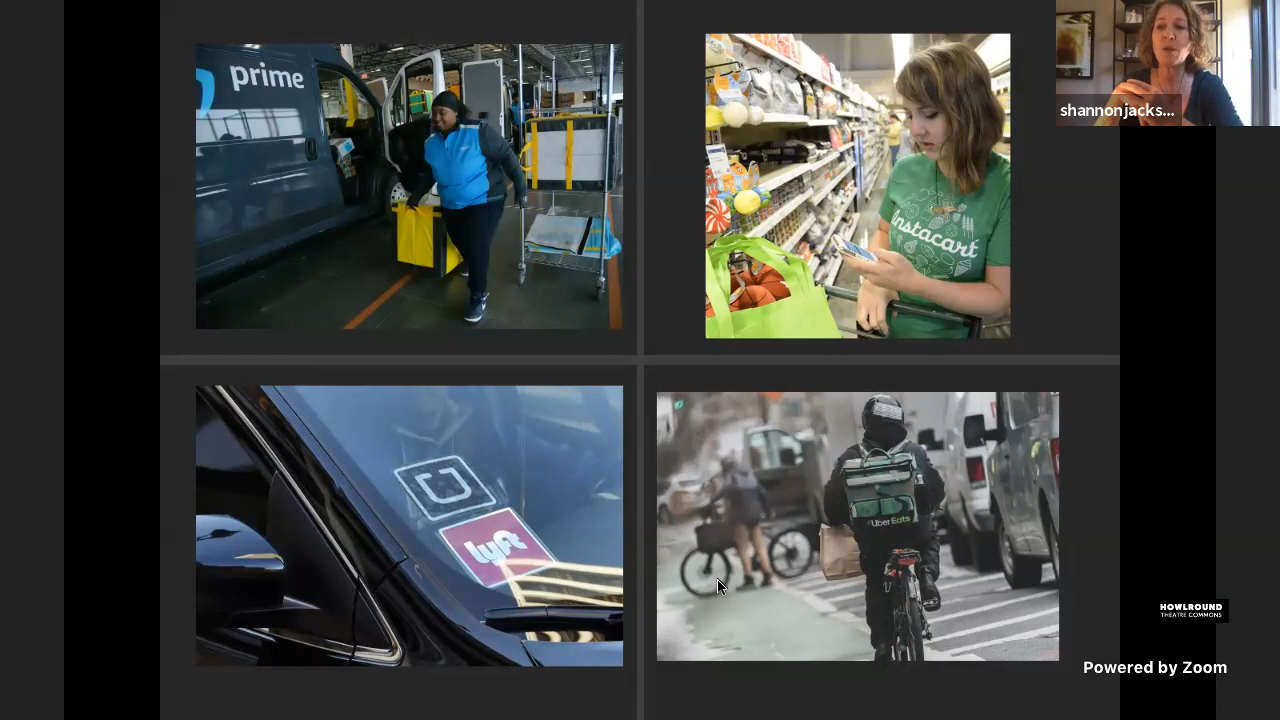 prime
shannonjacks...
Instacart
lyft
Uber Eats
HOWLROUND
THEATRE COMMONS
Powered by Zoom